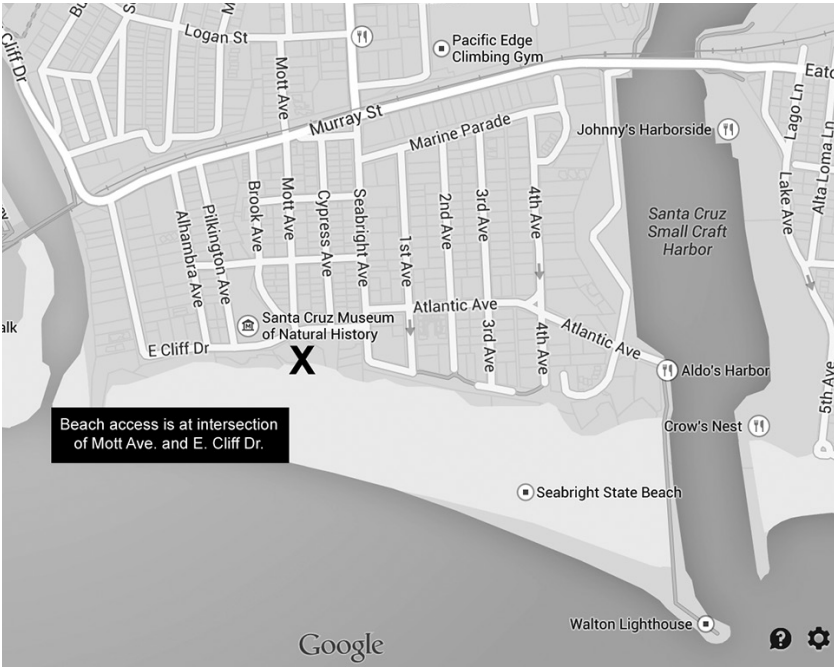 Cliff Dr
Logan St
Mott Ave
Pacific Edge
Climbing Gym
Eato
Murray St
Marine Parade
Johnny's Harborside
Lago Ln
Alta Loma Ln
Lake Ave
Alhambra Ave
Pilkington Ave
Brook Ave
Mott Ave
Cypress Ave
Seabright Ave
1st Ave
2nd Ave
3rd Ave
4th Ave
Santa Cruz
Small Craft
Harbor
Santa Cruz Museum
of Natural History
Atlantic Ave
3rd Ave
4th Ave
Atlantic Ave
alk
E Cliff Dr
X
Aldo's Harbor
5th Ave
Beach access is at intersection
of Mott Ave. and E. Cliff Dr.
Crow's Nest
Seabright State Beach
Walton Lighthouse
Google
?